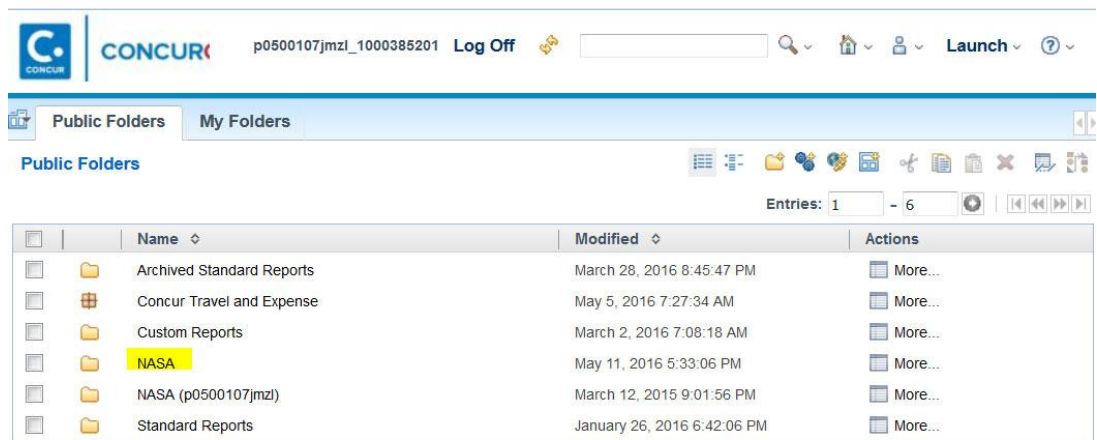 C.
CONCUR
CONCUR
p0500107jmzl_1000385201 Log Off Launch ?
Public Folders My Folders
Public Folders
Entries: 1 - 6
Name Modified Actions
Archived Standard Reports March 28, 2016 8:45:47 PM More...
Concur Travel and Expense May 5, 2016 7:27:34 AM More...
Custom Reports March 2, 2016 7:08:18 AM More...
NASA May 11, 2016 5:33:06 PM More...
NASA (p0500107jmzl) March 12, 2015 9:01:56 PM More...
Standard Reports January 26, 2016 6:42:06 PM More...